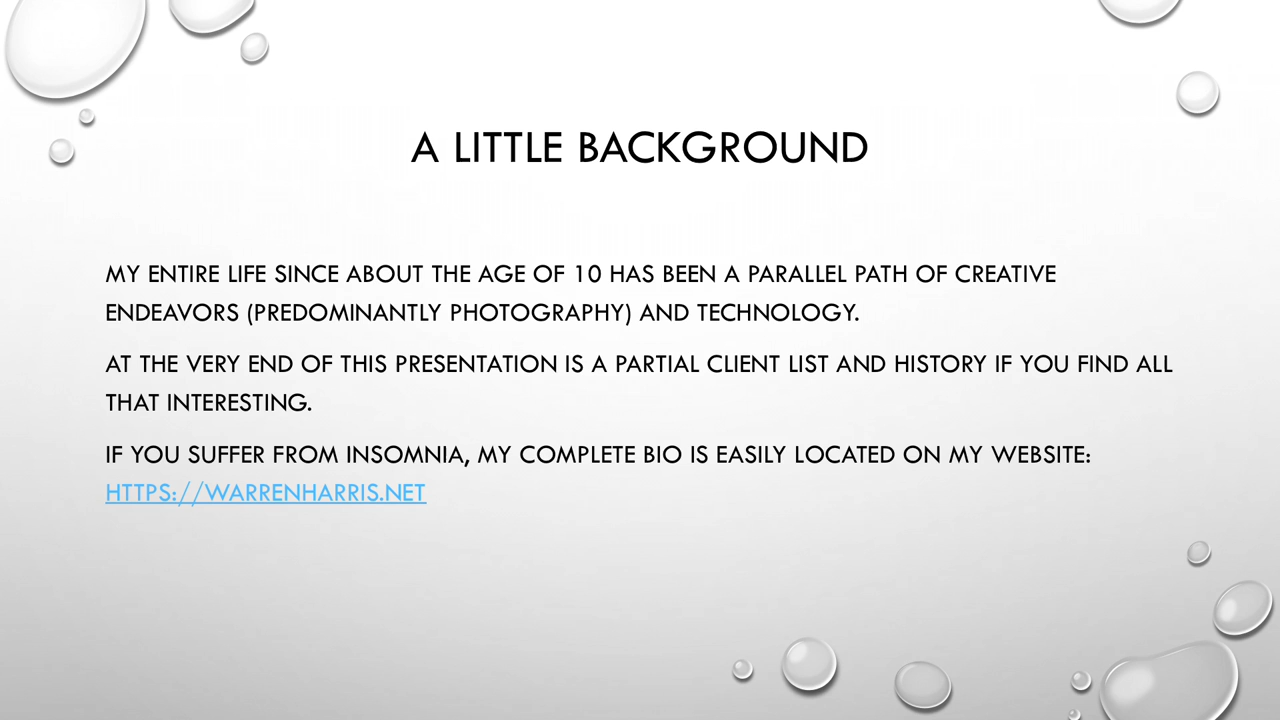 A LITTLE BACKGROUND
MY ENTIRE LIFE SINCE ABOUT THE AGE OF 10 HAS BEEN A PARALLEL PATH OF CREATIVE
ENDEAVORS (PREDOMINANTLY PHOTOGRAPHY) AND TECHNOLOGY.
AT THE VERY END OF THIS PRESENTATION IS A PARTIAL CLIENT LIST AND HISTORY IF YOU FIND ALL
THAT INTERESTING.
IF YOU SUFFER FROM INSOMNIA, MY COMPLETE BIO IS EASILY LOCATED ON MY WEBSITE:
HTTPS://WARRENHARRIS.NET